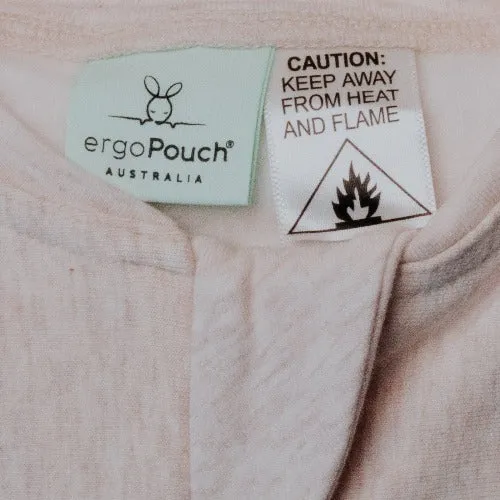 ergoPouch®
AUSTRALIA
CAUTION:
KEEP AWAY
FROM HEAT
AND FLAME